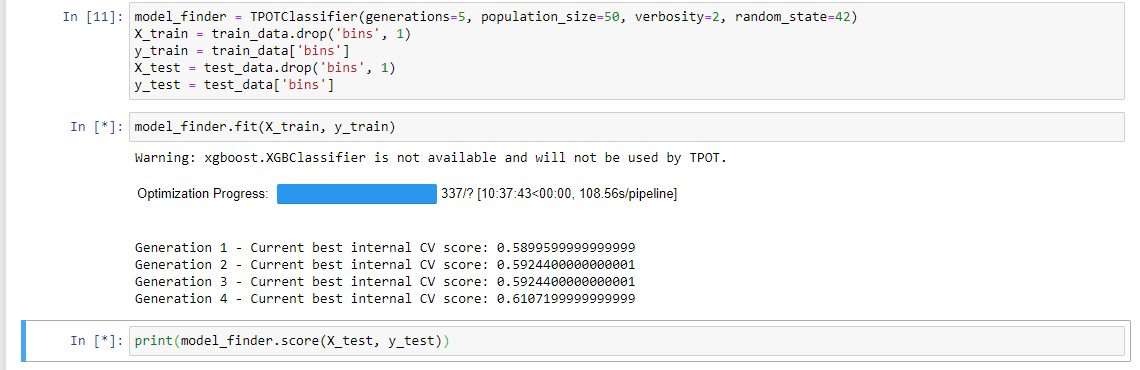 In [11]: model_finder = TPOTClassifier(generations=5, population_size=50, verbosity=2, random_state=42)
X_train = train_data.drop('bins', 1)
y_train = train_data['bins']
X_test = test_data.drop('bins', 1)
y_test = test_data['bins']
In [*]: model_finder.fit(X_train, y_train)
Warning: xgboost.XGBClassifier is not available and will not be used by TPOT.
Optimization Progress: 337/? [10:37:43<00:00, 108.56s/pipeline]
Generation 1 - Current best internal CV score: 0.5899599999999999
Generation 2 - Current best internal CV score: 0.5924400000000001
Generation 3 - Current best internal CV score: 0.5924400000000001
Generation 4 - Current best internal CV score: 0.6107199999999999
In [*]: print(model_finder.score(X_test, y_test))